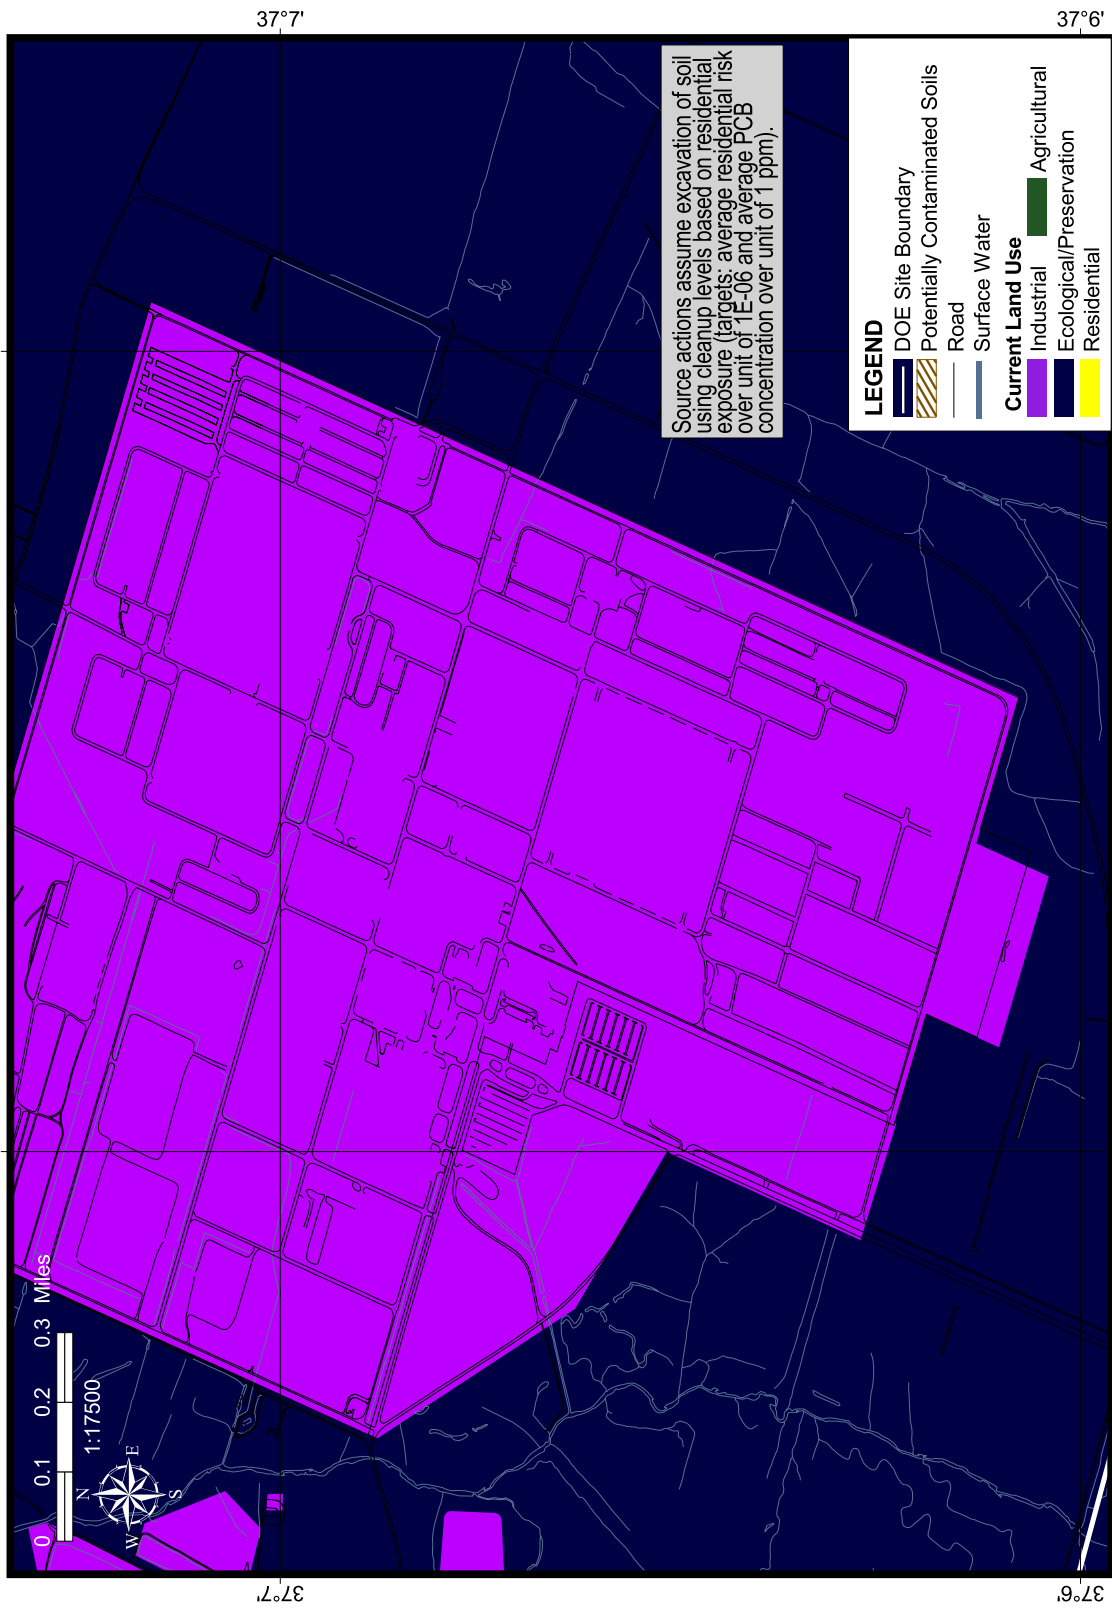 37°7'
37°6'
Source actions assume excavation of soil
using cleanup levels based on residential
exposure (targets: average residential risk
over unit of 1E-06 and average PCB
concentration over unit of 1 ppm).
LEGEND
DOE Site Boundary
Potentially Contaminated Soils
Road
Surface Water
Current Land Use
Industrial
Agricultural
Ecological/Preservation
Residential
0 0.1 0.2 0.3 Miles
1:17500
N
W E
S
37°7'
37°6'